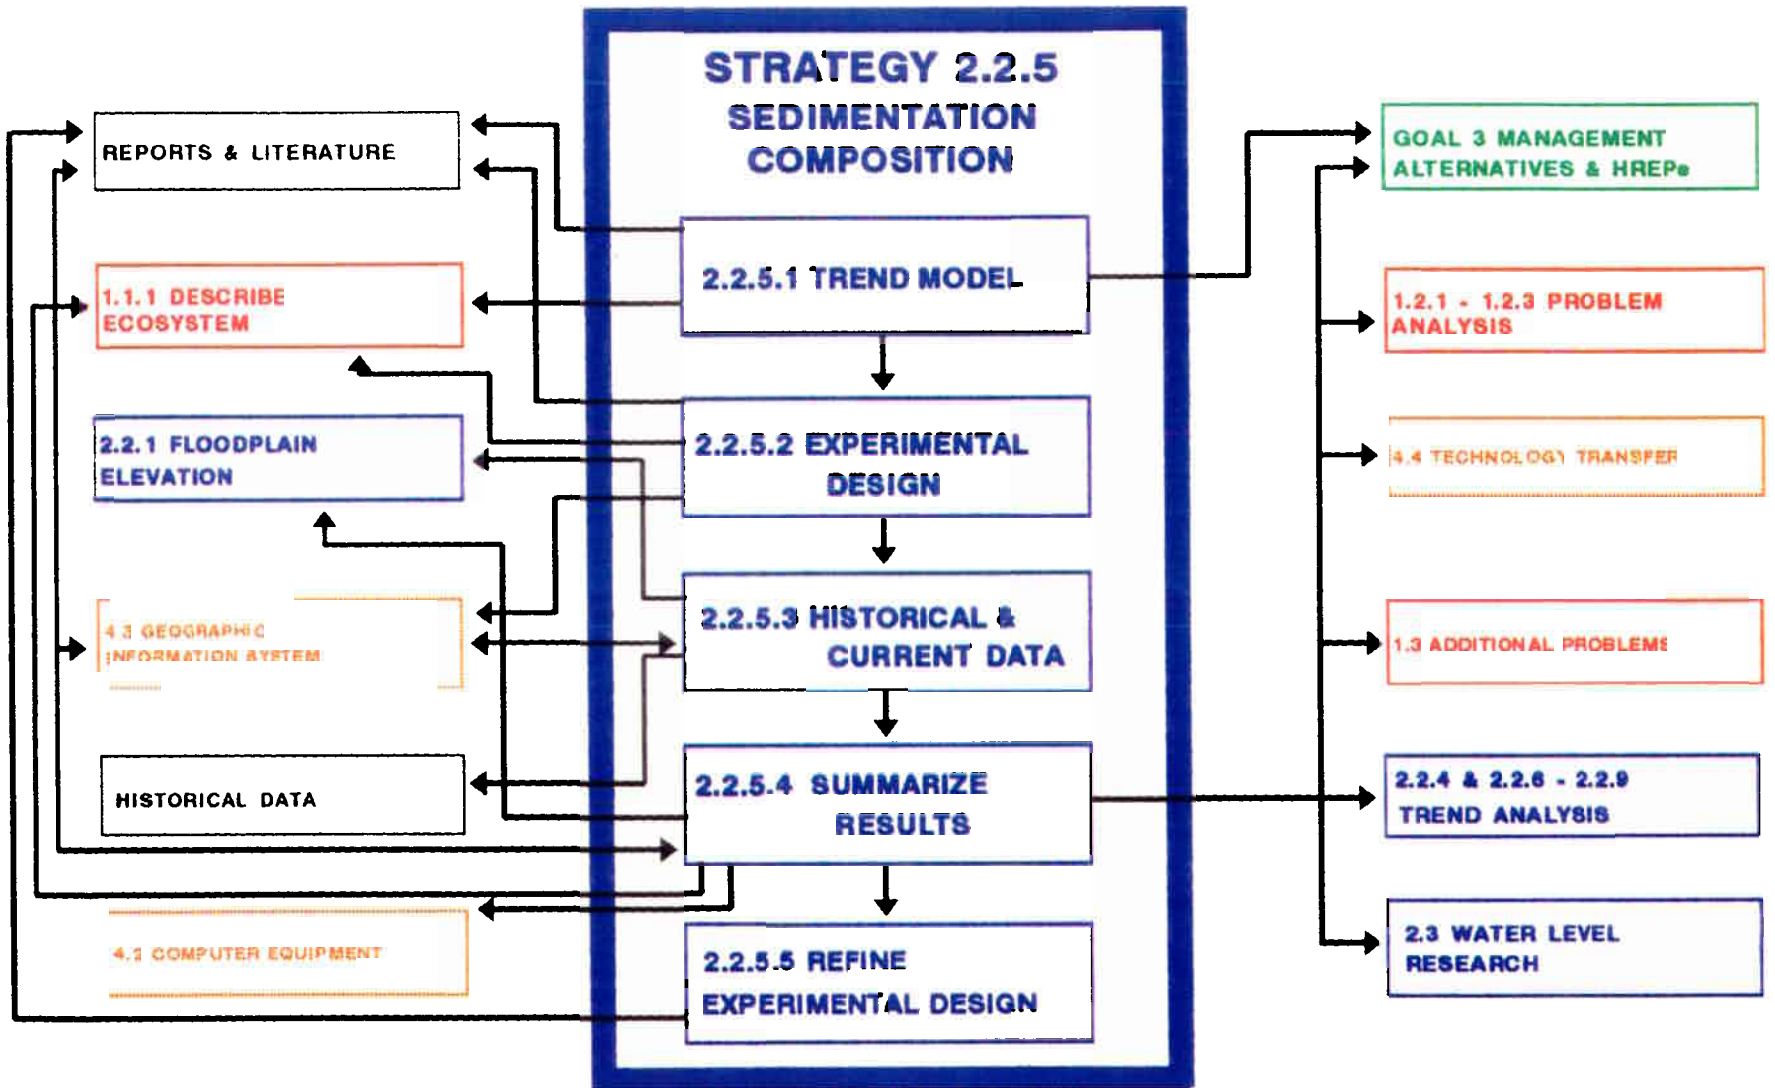 STRATEGY 2.2.5
SEDIMENTATION
COMPOSITION
REPORTS & LITERATURE
1.1.1 DESCRIBE
ECOSYSTEM
2.2.1 FLOODPLAIN
ELEVATION
4.3 GEOGRAPHIC
INFORMATION SYSTEM
HISTORICAL DATA
4.2 COMPUTER EQUIPMENT
2.2.5.1 TREND MODEL
2.2.5.2 EXPERIMENTAL
DESIGN
2.2.5.3 HISTORICAL &
CURRENT DATA
2.2.5.4 SUMMARIZE
RESULTS
2.2.5.5 REFINE
EXPERIMENTAL DESIGN
GOAL 3 MANAGEMENT
ALTERNATIVES & HREPs
1.2.1 - 1.2.3 PROBLEM
ANALYSIS
4.4 TECHNOLOGY TRANSFER
1.3 ADDITIONAL PROBLEMS
2.2.4 & 2.2.6 - 2.2.9
TREND ANALYSIS
2.3 WATER LEVEL
RESEARCH